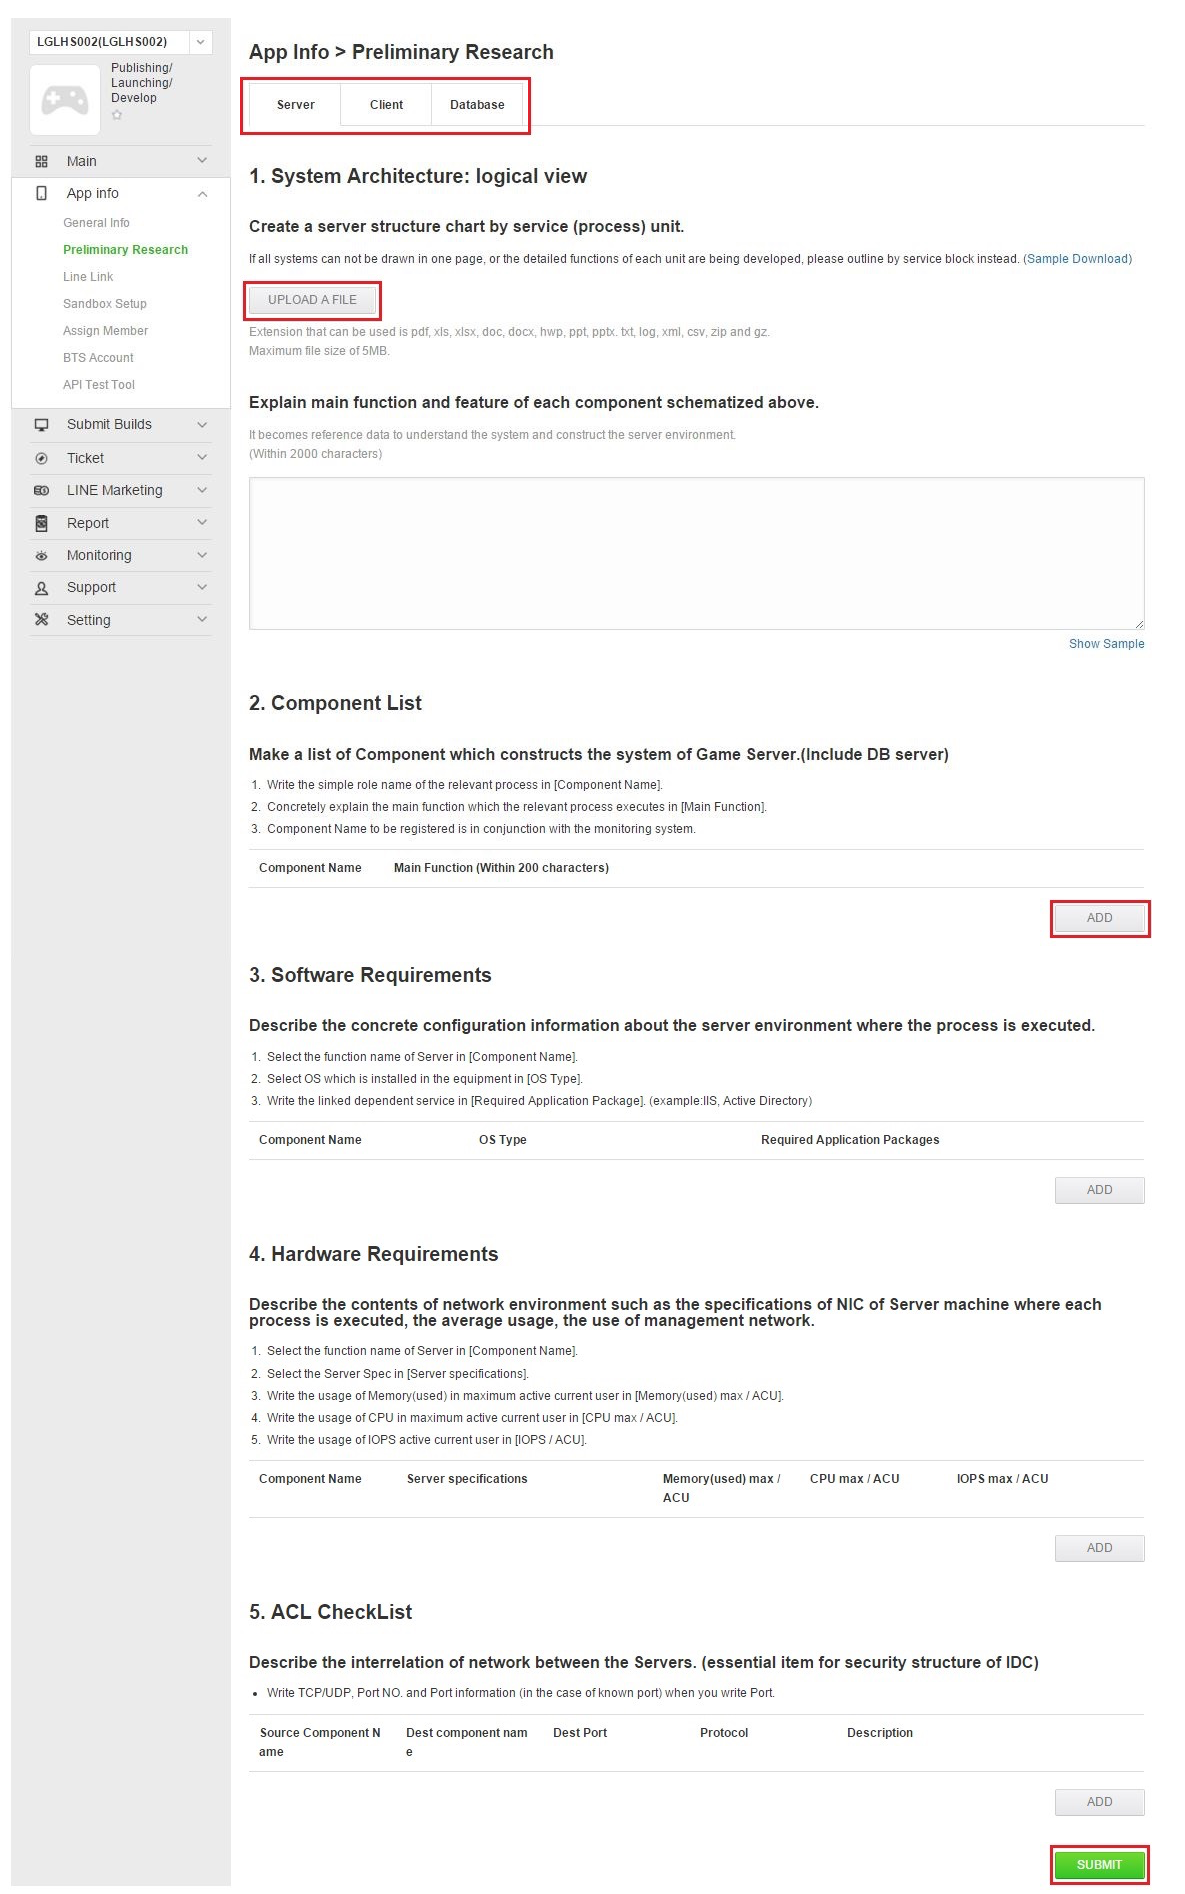 LGLHS002(LGLHS002)
Publishing/
Launching/
Develop
Main
App info
General Info
Preliminary Research
Line Link
Sandbox Setup
Assign Member
BTS Account
API Test Tool
Submit Builds
Ticket
LINE Marketing
Report
Monitoring
Support
Setting
App Info > Preliminary Research
Server Client Database
1. System Architecture: logical view
Create a server structure chart by service (process) unit.
If all systems can not be drawn in one page, or the detailed functions of each unit are being developed, please outline by service block instead. (Sample Download)
UPLOAD A FILE
Extension that can be used is pdf, xls, xlsx, doc, docx, hwp, ppt, pptx. txt, log, xml, csv, zip and gz.
Maximum file size of 5MB.
Explain main function and feature of each component schematized above.
It becomes reference data to understand the system and construct the server environment.
(Within 2000 characters)
Show Sample
2. Component List
Make a list of Component which constructs the system of Game Server.(Include DB server)
1. Write the simple role name of the relevant process in [Component Name].
2. Concretely explain the main function which the relevant process executes in [Main Function].
3. Component Name to be registered is in conjunction with the monitoring system.
Component Name Main Function (Within 200 characters)
ADD
3. Software Requirements
Describe the concrete configuration information about the server environment where the process is executed.
1. Select the function name of Server in [Component Name].
2. Select OS which is installed in the equipment in [OS Type].
3. Write the linked dependent service in [Required Application Package]. (example:IIS, Active Directory)
Component Name OS Type Required Application Packages
ADD
4. Hardware Requirements
Describe the contents of network environment such as the specifications of NIC of Server machine where each
process is executed, the average usage, the use of management network.
1. Select the function name of Server in [Component Name].
2. Select the Server Spec in [Server specifications].
3. Write the usage of Memory(used) in maximum active current user in [Memory(used) max / ACU].
4. Write the usage of CPU in maximum active current user in [CPU max / ACU].
5. Write the usage of IOPS active current user in [IOPS / ACU].
Component Name Server specifications Memory(used) max / CPU max / ACU IOPS max / ACU
ACU
ADD
5. ACL CheckList
Describe the interrelation of network between the Servers. (essential item for security structure of IDC)
• Write TCP/UDP, Port NO. and Port information (in the case of known port) when you write Port.
Source Component N Dest component nam Dest Port Protocol Description
ame e
ADD
SUBMIT